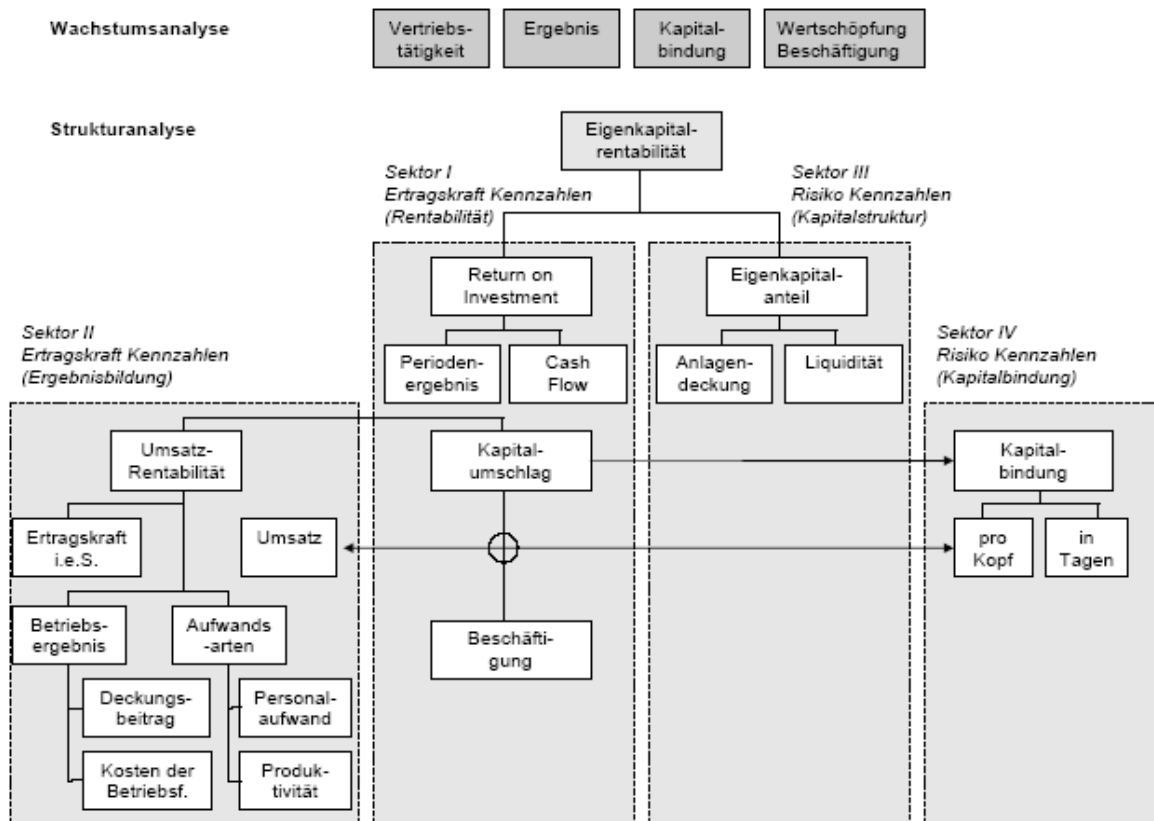 Wachstumsanalyse
Vertriebs-
tätigkeit
Ergebnis
Kapital-
bindung
Wertschöpfung
Beschäftigung
Strukturanalyse
Eigenkapital-
rentabilität
Sektor I
Ertragskraft Kennzahlen
(Rentabilität)
Sektor III
Risiko Kennzahlen
(Kapitalstruktur)
Return on
Investment
Eigenkapital-
anteil
Sektor II
Ertragskraft Kennzahlen
(Ergebnisbildung)
Perioden-
ergebnis
Cash
Flow
Anlagen-
deckung
Liquidität
Sektor IV
Risiko Kennzahlen
(Kapitalbindung)
Umsatz-
Rentabilität
Kapital-
umschlag
Kapital-
bindung
Ertragskraft
i.e.S.
Umsatz
pro
Kopf
in
Tagen
Betriebs-
ergebnis
Aufwands
-arten
Beschäfti-
gung
Deckungs-
beitrag
Personal-
aufwand
Kosten der
Betriebsf.
Produk-
tivität